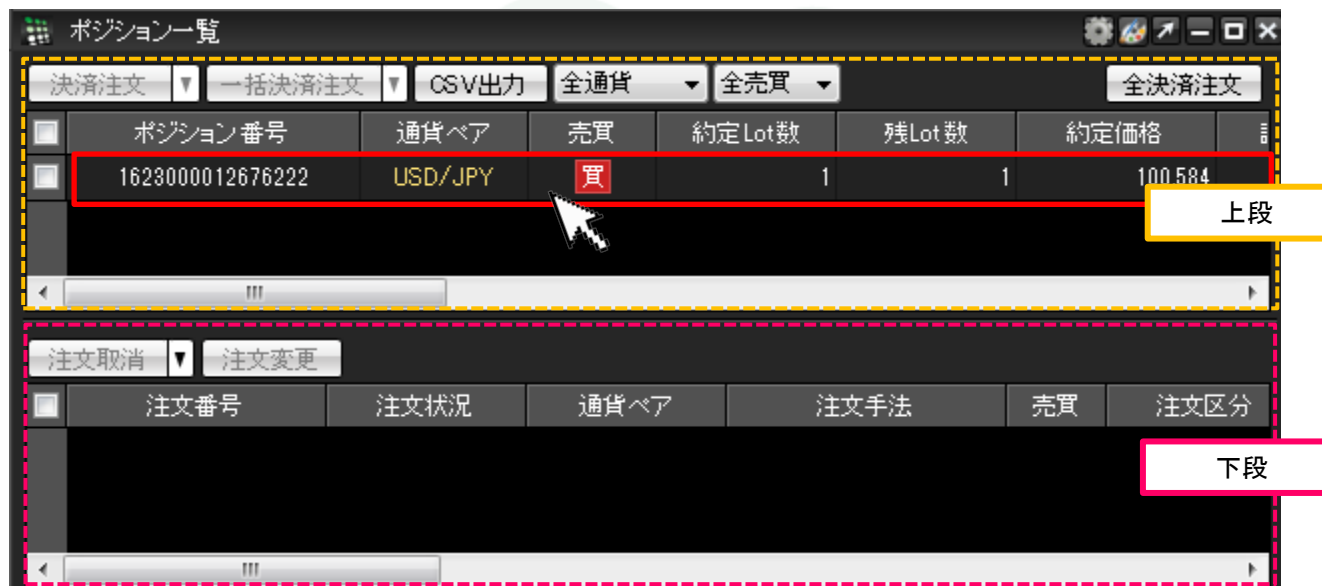 ポジション一覧
決済注文 ▼ 一括決済注文 ▼ CSV出力 全通貨 ▼ 全売買 ▼ 全決済注文
ポジション番号 通貨ペア 売買 約定Lot数 残Lot数 約定価格
1623000012676222 USD/JPY 買 1 1 100.584
上段
注文取消 ▼ 注文変更
注文番号 注文状況 通貨ペア 注文手法 売買 注文区分
下段